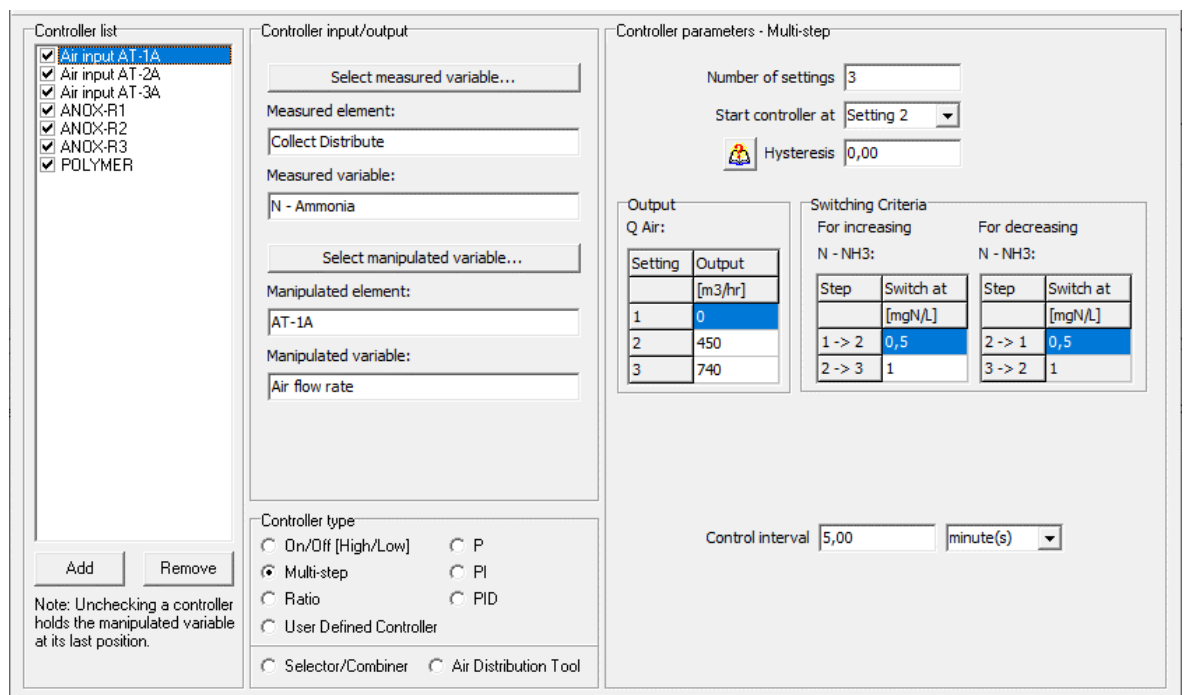 Controller list
Air input AT-1A
Air input AT-2A
Air input AT-3A
ANOX-R1
ANOX-R2
ANOX-R3
POLYMER
Add Remove
Note: Unchecking a controller
holds the manipulated variable
at its last position.
Controller input/output
Select measured variable...
Measured element:
Collect Distribute
Measured variable:
N - Ammonia
Select manipulated variable...
Manipulated element:
AT-1A
Manipulated variable:
Air flow rate
Controller type
On/Off [High/Low] P
Multi-step PI
Ratio PID
User Defined Controller
Selector/Combiner Air Distribution Tool
Controller parameters - Multi-step
Number of settings 3
Start controller at Setting 2
Hysteresis 0,00
Output
Q Air:
Setting Output
[m3/hr]
1 0
2 450
3 740
Switching Criteria
For increasing For decreasing
N - NH3: N - NH3:
Step Switch at Step Switch at
[mgN/L] [mgN/L]
1 -> 2 0,5 2 -> 1 0,5
2 -> 3 1 3 -> 2 1
Control interval 5,00 minute(s)